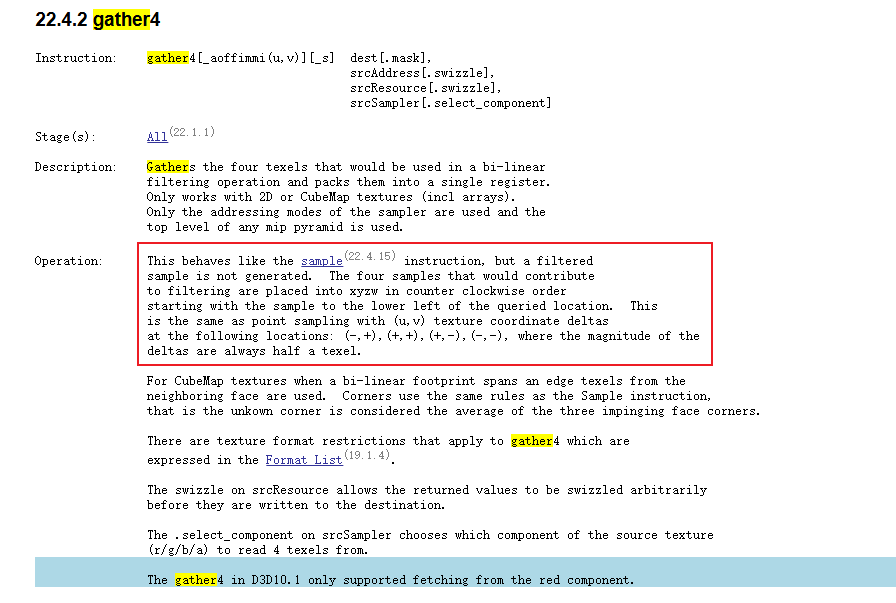 22.4.2 gather4
Instruction: gather4[_aoffimmi(u,v)][_s] dest[.mask],
srcAddress[.swizzle],
srcResource[.swizzle],
srcSampler[.select_component]
Stage(s): All(22.1.1)
Description: Gathers the four texels that would be used in a bi-linear
filtering operation and packs them into a single register.
Only works with 2D or CubeMap textures (incl arrays).
Only the addressing modes of the sampler are used and the
top level of any mip pyramid is used.
Operation: This behaves like the sample(22.4.15) instruction, but a filtered
sample is not generated. The four samples that would contribute
to filtering are placed into xyzw in counter clockwise order
starting with the sample to the lower left of the queried location. This
is the same as point sampling with (u,v) texture coordinate deltas
at the following locations: (-,+),(+,+),(+,-),(-,-), where the magnitude of the
deltas are always half a texel.
For CubeMap textures when a bi-linear footprint spans an edge texels from the
neighboring face are used. Corners use the same rules as the Sample instruction,
that is the unkown corner is considered the average of the three impinging face corners.
There are texture format restrictions that apply to gather4 which are
expressed in the Format List(19.1.4).
The swizzle on srcResource allows the returned values to be swizzled arbitrarily
before they are written to the destination.
The .select_component on srcSampler chooses which component of the source texture
(r/g/b/a) to read 4 texels from.
The gather4 in D3D10.1 only supported fetching from the red component.